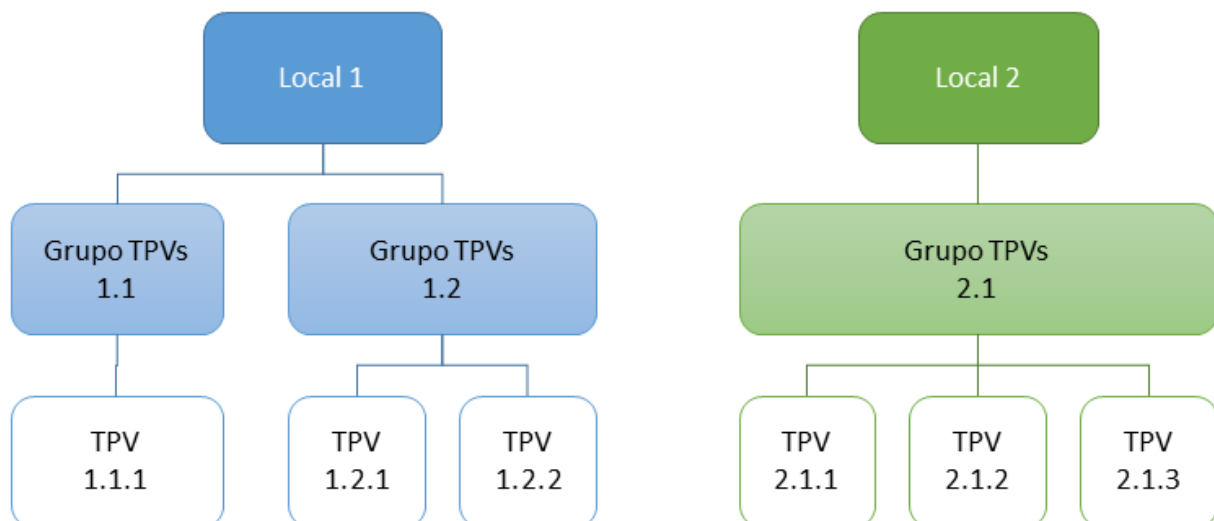 Local 1
Local 2
Grupo TPVs
1.1
Grupo TPVs
1.2
Grupo TPVs
2.1
TPV
1.1.1
TPV
1.2.1
TPV
1.2.2
TPV
2.1.1
TPV
2.1.2
TPV
2.1.3